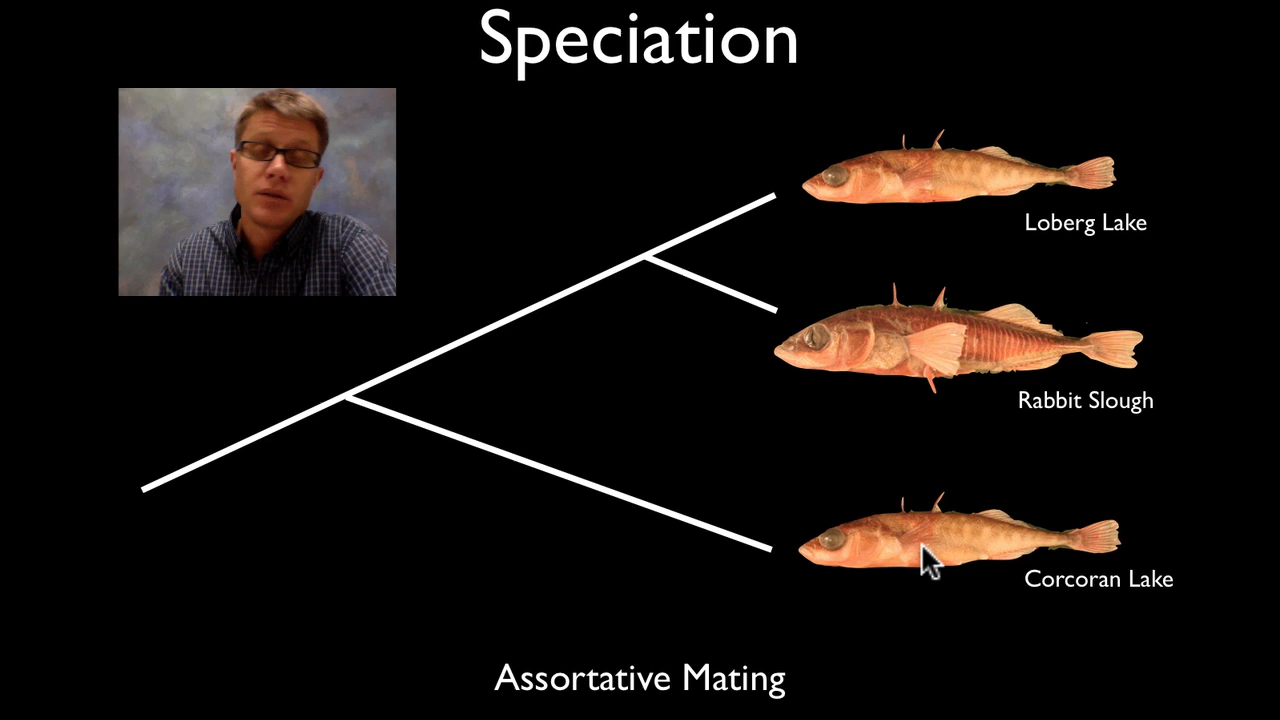 Speciation
Loberg Lake
Rabbit Slough
Corcoran Lake
Assortative Mating